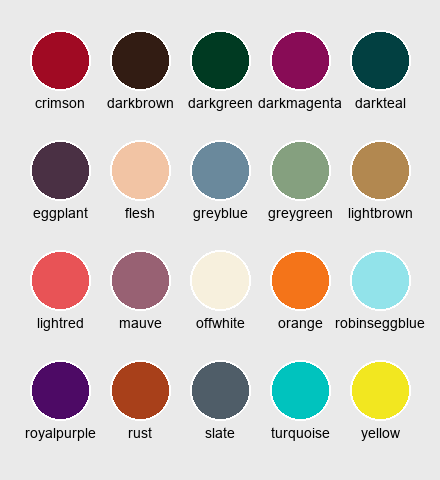 crimson darkbrown darkgreen darkmagenta darkteal
eggplant flesh greyblue greygreen lightbrown
lightred mauve offwhite orange robinseggblue
royalpurple rust slate turquoise yellow